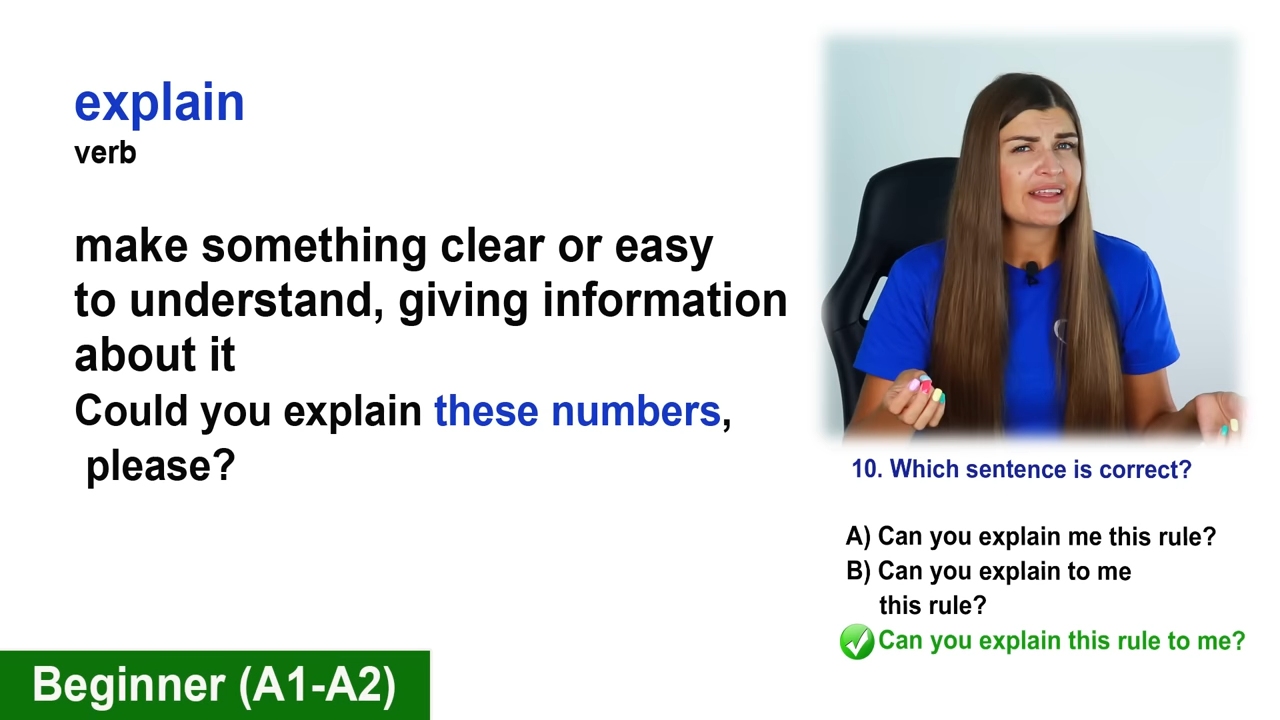 explain
verb
make something clear or easy
to understand, giving information
about it
Could you explain these numbers,
please?
10. Which sentence is correct?
A) Can you explain me this rule?
B) Can you explain to me
this rule?
Can you explain this rule to me?
Beginner (A1-A2)